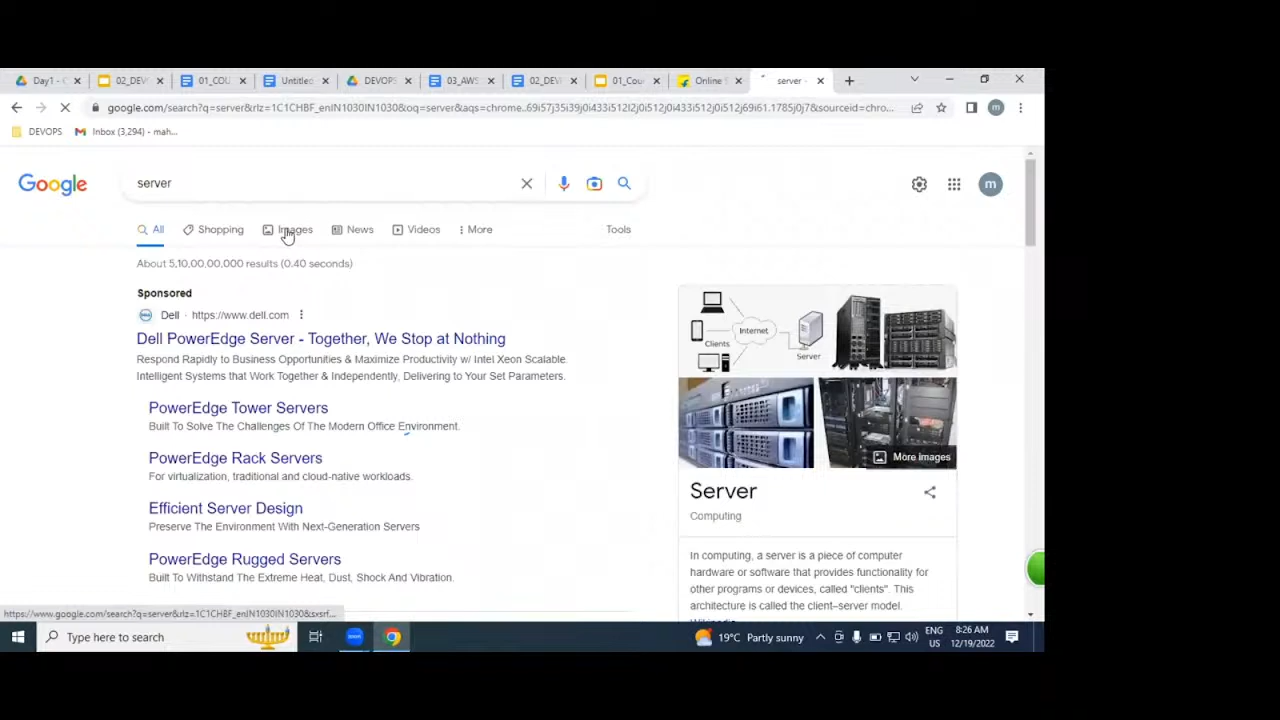 Day1 - C
02_DEV
01_COU
Untitled
DEVOPS
03_AWS
02_DEV
01_Cou
Online S
server -
google.com/search?q=server&rlz=1C1CHBF_enIN1030IN1030&oq=server&aqs=chrome..69i57j35i39j0i433i512l2j0i512j0i433i512j0i512j69i61.1785j0j7&sourceid=chro...
m
DEVOPS
Inbox (3,294) - mah...
Google
server
m
All
Shopping
Images
News
Videos
More
Tools
About 5,10,00,00,000 results (0.40 seconds)
Sponsored
Dell · https://www.dell.com
Dell PowerEdge Server - Together, We Stop at Nothing
Respond Rapidly to Business Opportunities & Maximize Productivity w/ Intel Xeon Scalable.
Intelligent Systems that Work Together & Independently, Delivering to Your Set Parameters.
PowerEdge Tower Servers
Built To Solve The Challenges Of The Modern Office Environment.
PowerEdge Rack Servers
For virtualization, traditional and cloud-native workloads.
Efficient Server Design
Preserve The Environment With Next-Generation Servers
PowerEdge Rugged Servers
Built To Withstand The Extreme Heat, Dust, Shock And Vibration.
Internet
Clients
Server
More images
Server
Computing
In computing, a server is a piece of computer
hardware or software that provides functionality for
other programs or devices, called "clients". This
architecture is called the client–server model.
Wikipedia
https://www.google.com/search?q=server&rlz=1C1CHBF_enIN1030IN1030&sxsrf...
Type here to search
zoom
19°C Partly sunny
ENG
US
8:26 AM
12/19/2022